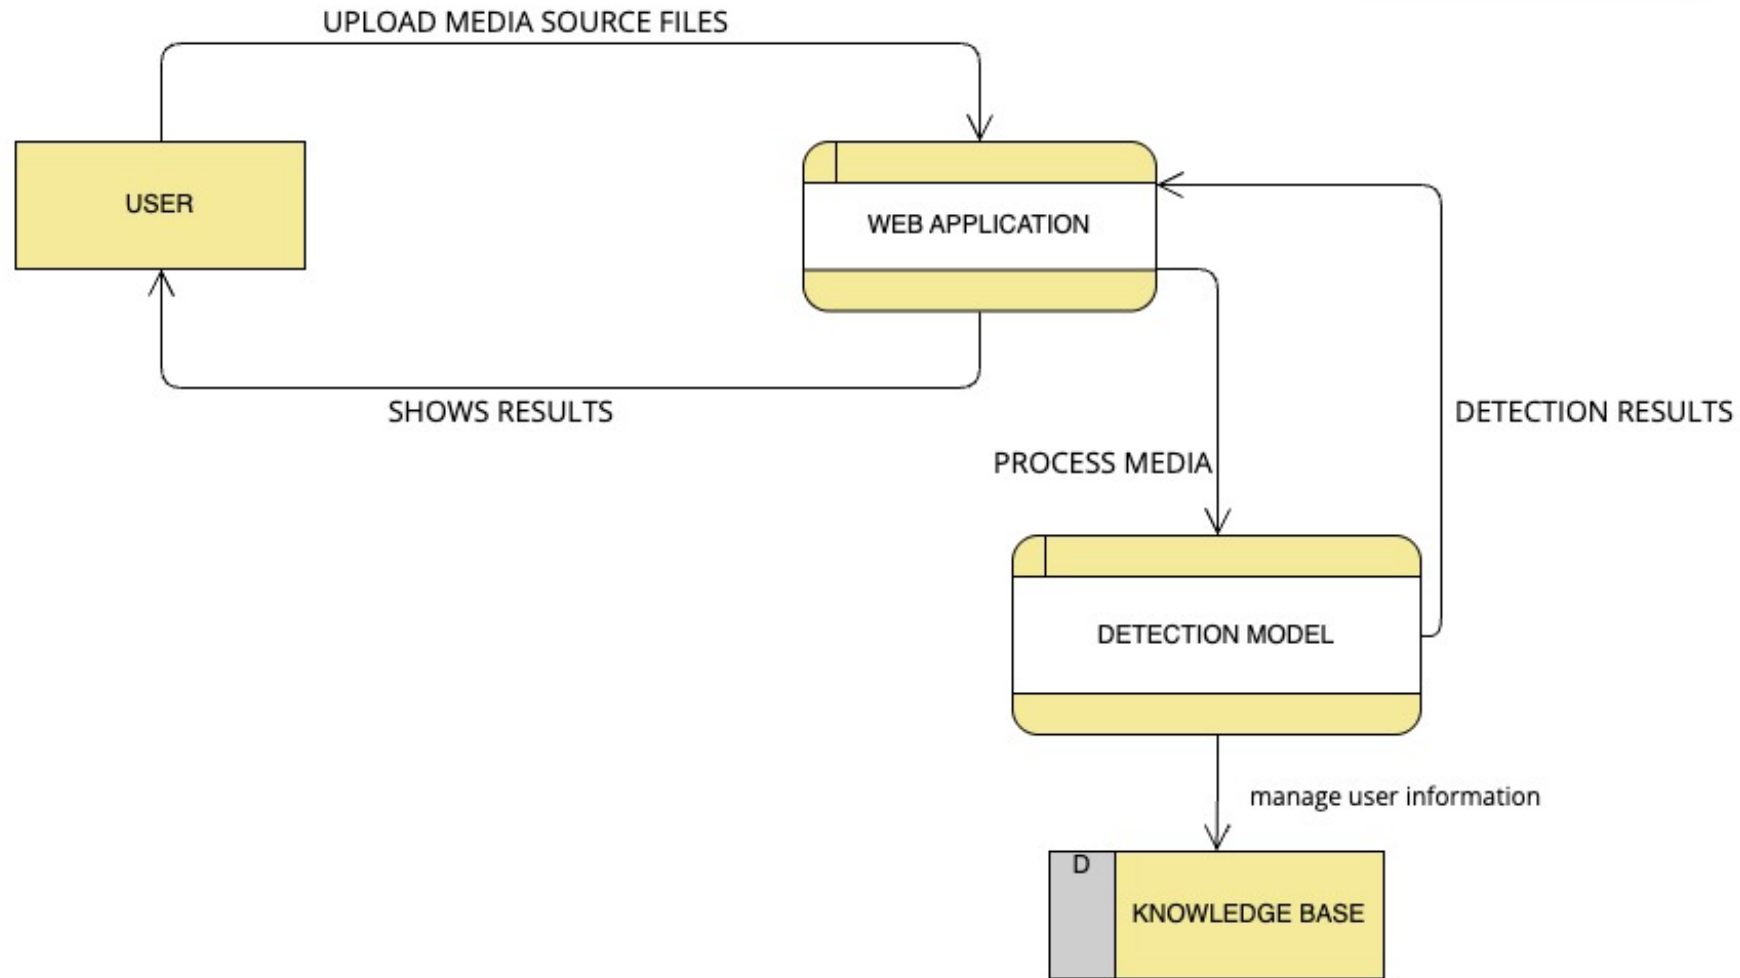 UPLOAD MEDIA SOURCE FILES
USER
WEB APPLICATION
SHOWS RESULTS
DETECTION RESULTS
PROCESS MEDIA
DETECTION MODEL
manage user information
D
KNOWLEDGE BASE